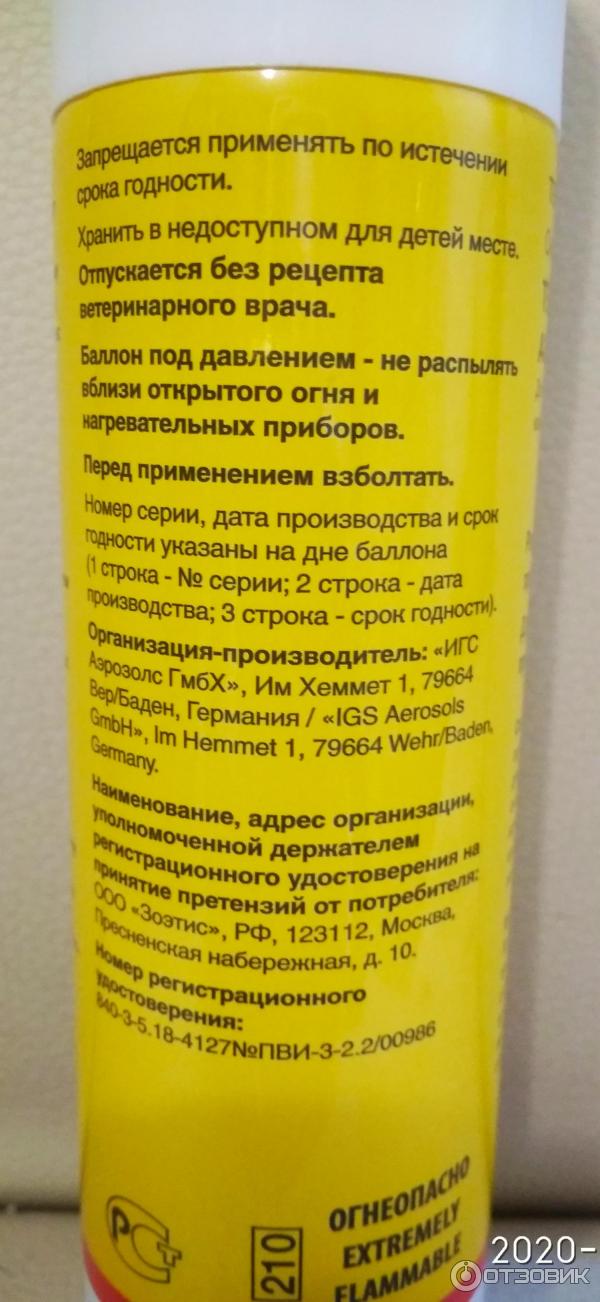 Запрещается применять по истечении
срока годности.
Хранить в недоступном для детей месте.
Отпускается без рецепта
ветеринарного врача.
Баллон под давлением - не распылять
вблизи открытого огня и
нагревательных приборов.
Перед применением взболтать.
Номер серии, дата производства и срок
годности указаны на дне баллона
(1 строка - № серии; 2 строка - дата
производства; 3 строка - срок годности).
Организация-производитель: «ИГС
Аэрозолс ГмбХ», Им Хеммет 1, 79664
Вер/Баден, Германия / «IGS Aerosols
GmbH», Im Hemmet 1, 79664 Wehr/Baden,
Germany.
Наименование, адрес организации,
уполномоченной держателем
регистрационного удостоверения на
принятие претензий от потребителя:
ООО «Зоэтис», РФ, 123112, Москва,
Пресненская набережная, д. 10.
Номер регистрационного
удостоверения:
840-3-5.18-4127№ПВИ-3-2.2/00986
РСТ
210
ОГНЕОПАСНО
EXTREMELY
FLAMMABLE
2020-
ОТЗОВИК